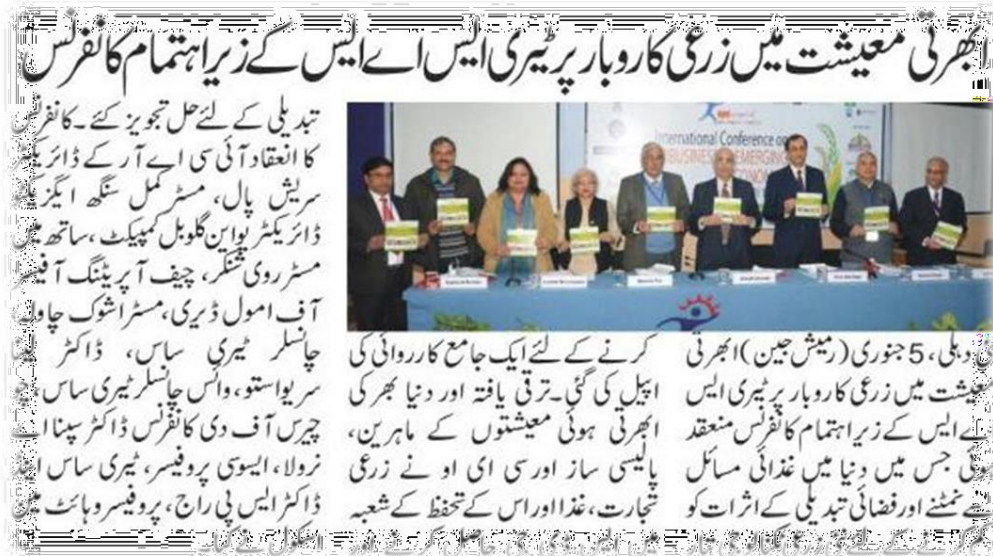 ابھرتی معیشت میں زرعی کاروبار پر ٹیری ایس اے ایس کے زیر اہتمام کانفرنس
International Conference on
BUSINESS EMERGING
دہلی، 5 جنوری (رمیش جین) ابھرتی
معیشت میں زرعی کاروبار پر ٹیری ایس
اے ایس کے زیر اہتمام کانفرنس منعقد
کی جس میں دنیا میں غذائی مسائل
سے نمٹنے اور فضائی تبدیلی کے اثرات کو
کرنے کے لئے ایک جامع کارروائی کی
اپیل کی گئی۔ ترقی یافتہ اور دنیا بھر کی
ابھرتی ہوئی معیشتوں کے ماہرین،
پالیسی ساز اور سی ای او نے زرعی
تجارت، غذا اور اس کے تحفظ کے شعبہ
تبدیلی کے لئے حل تجویز کئے۔ کانفرنس
کا انعقاد آئی سی اے آر کے ڈائریکٹر
سریش پال، مسٹر کمل سنگھ ایگزیکٹو
ڈائریکٹر یو این گلوبل کمپیکٹ، ساتھ میں
مسٹر روی شنکر، چیف آپریٹنگ آفیسر
آف امول ڈیری، مسٹر اشوک چاولہ
چانسلر ٹیری ساس، ڈاکٹر
سریواستو، وائس چانسلر ٹیری ساس،
چیرس آف دی کانفرنس ڈاکٹر سپنا اے
نرولا، ایسوسی پروفیسر، ٹیری ساس اینڈ
ڈاکٹر ایس پی راج، پروفیسر وہائٹ مین